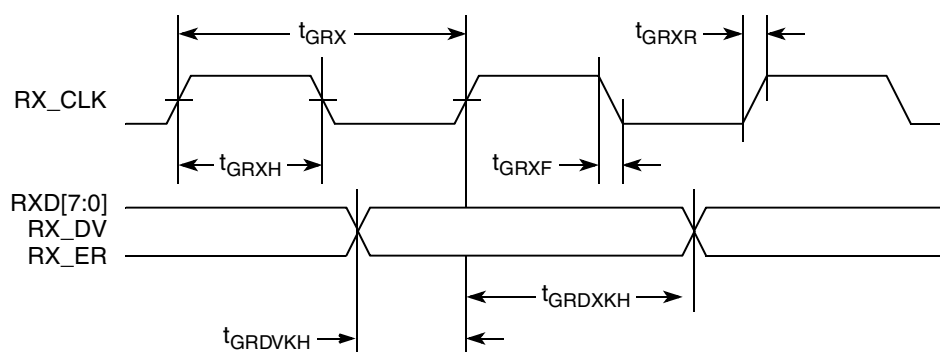 tGRX
tGRXR
RX_CLK
tGRXH
tGRXF
RXD[7:0]
RX_DV
RX_ER
tGRDXKH
tGRDVKH